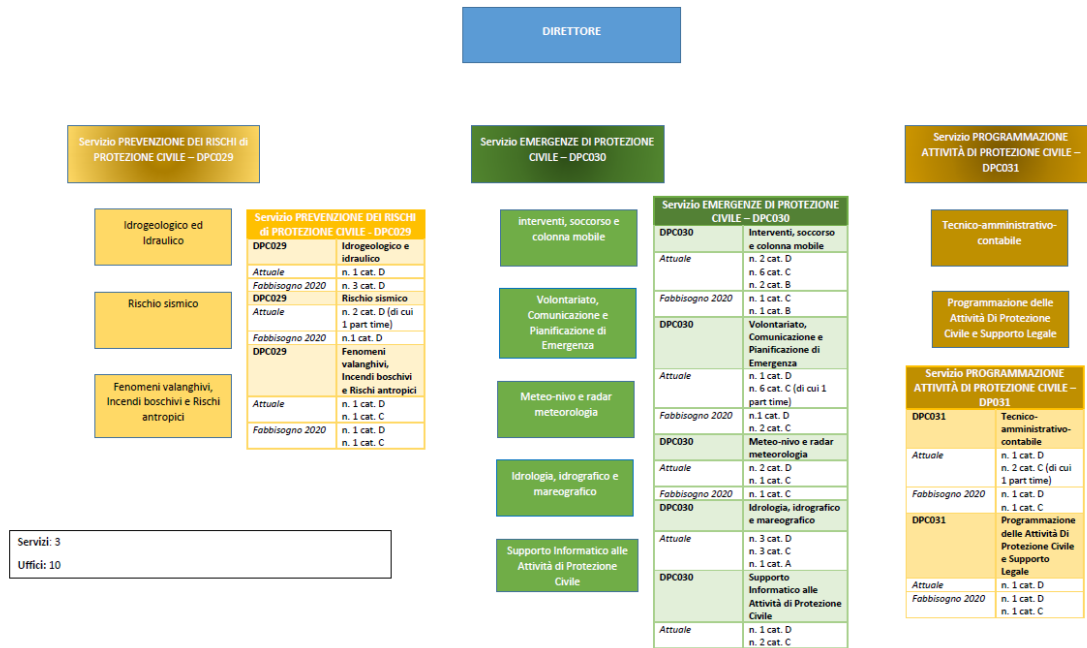 DIRETTORE
Servizio PREVENZIONE DEI RISCHI di
PROTEZIONE CIVILE – DPC029
Idrogeologico ed
Idraulico
Rischio sismico
Fenomeni valanghivi,
Incendi boschivi e Rischi
antropici
Servizio PREVENZIONE DEI RISCHI
di PROTEZIONE CIVILE - DPC029
DPC029 Idrogeologico e
idraulico
Attuale n. 1 cat. D
Fabbisogno 2020 n. 3 cat. D
DPC029 Rischio sismico
Attuale n. 2 cat. D (di cui
1 part time)
Fabbisogno 2020 n.1 cat. D
DPC029 Fenomeni
valanghivi,
Incendi boschivi
e Rischi antropici
Attuale n. 1 cat. D
n. 1 cat. C
Fabbisogno 2020 n. 1 cat. D
n. 1 cat. C
Servizio EMERGENZE DI PROTEZIONE
CIVILE – DPC030
interventi, soccorso e
colonna mobile
Volontariato,
Comunicazione e
Pianificazione di
Emergenza
Meteo-nivo e radar
meteorologia
Idrologia, idrografico e
mareografico
Supporto Informatico alle
Attività di Protezione
Civile
Servizio EMERGENZE DI PROTEZIONE
CIVILE – DPC030
DPC030 Interventi, soccorso
e colonna mobile
Attuale n. 2 cat. D
n. 6 cat. C
n. 2 cat. B
Fabbisogno 2020 n. 1 cat. C
n. 1 cat. B
DPC030 Volontariato,
Comunicazione e
Pianificazione di
Emergenza
Attuale n. 1 cat. D
n. 6 cat. C (di cui 1
part time)
Fabbisogno 2020 n.1 cat. D
n. 2 cat. C
DPC030 Meteo-nivo e radar
meteorologia
Attuale n. 2 cat. D
n. 1 cat. C
Fabbisogno 2020 n. 1 cat. C
DPC030 Idrologia, idrografico
e mareografico
Attuale n. 3 cat. D
n. 3 cat. C
n. 1 cat. A
DPC030 Supporto
Informatico alle
Attività di Protezione
Civile
Attuale n. 1 cat. D
n. 2 cat. C
Servizio PROGRAMMAZIONE
ATTIVITÀ DI PROTEZIONE CIVILE –
DPC031
Tecnico-amministrativo-
contabile
Programmazione delle
Attività Di Protezione
Civile e Supporto Legale
Servizio PROGRAMMAZIONE
ATTIVITÀ DI PROTEZIONE CIVILE –
DP031
DPC031 Tecnico-
amministrativo-
contabile
Attuale n. 1 cat. D
n. 2 cat. C (di cui
1 part time)
Fabbisogno 2020 n. 1 cat. D
n. 1 cat. C
DPC031 Programmazione
delle Attività Di
Protezione Civile
e Supporto
Legale
Attuale n. 1 cat. D
Fabbisogno 2020 n. 1 cat. D
n. 1 cat. C
Servizi: 3
Uffici: 10